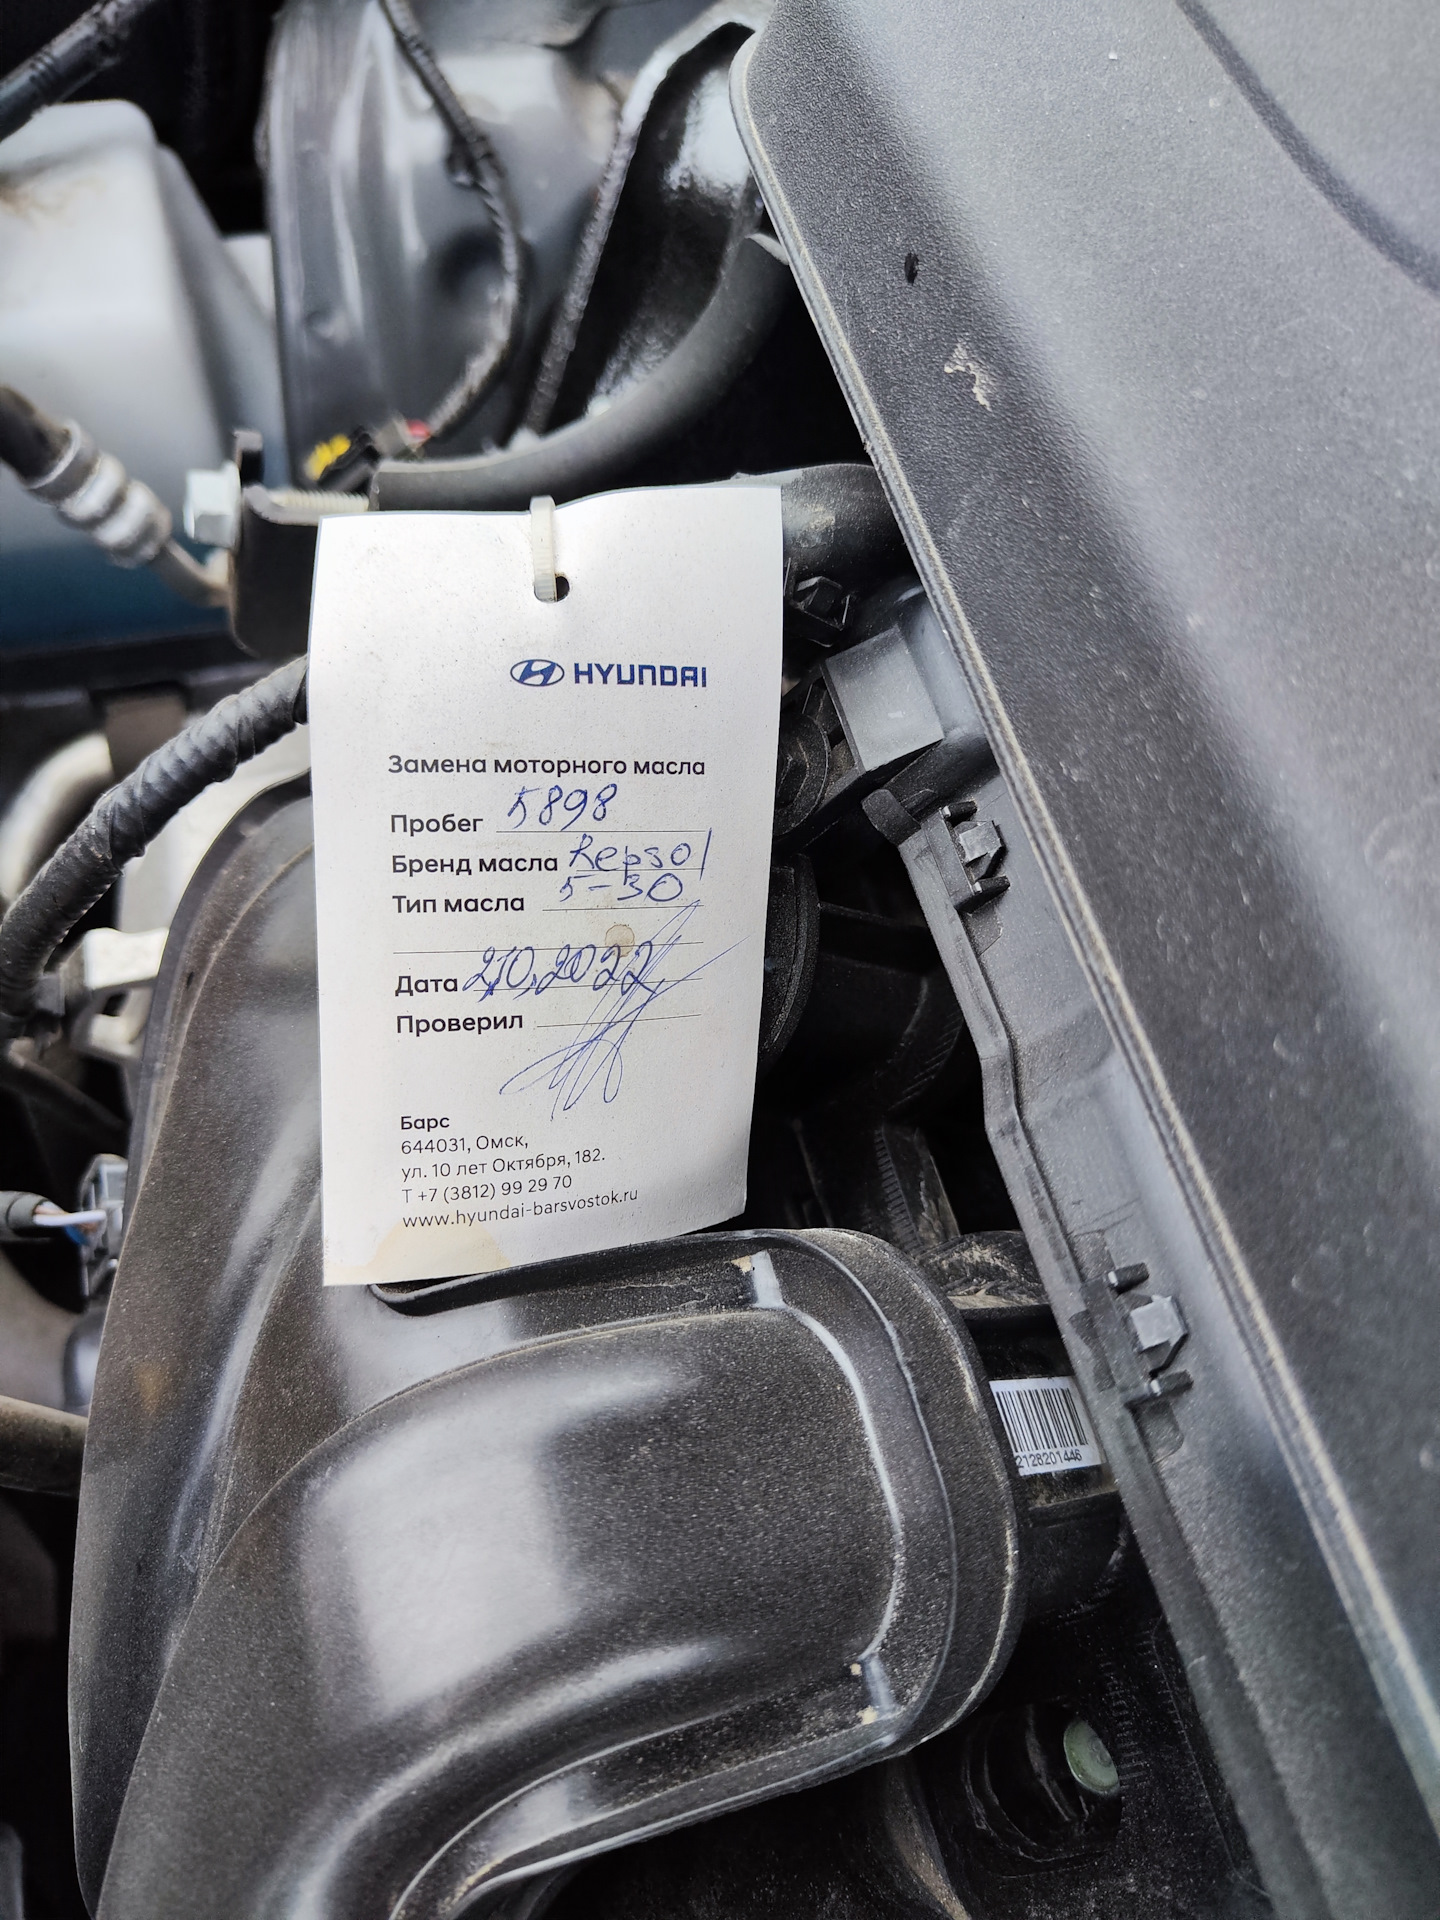 HYUNDAI
Замена моторного масла
Пробег 5898
Бренд масла Repsol
Тип масла 5-30
Дата 2,10,2022
Проверил
Барс
644031, Омск,
ул. 10 лет Октября, 182.
Т +7 (3812) 99 29 70
www.hyundai-barsvostok.ru
2128201446